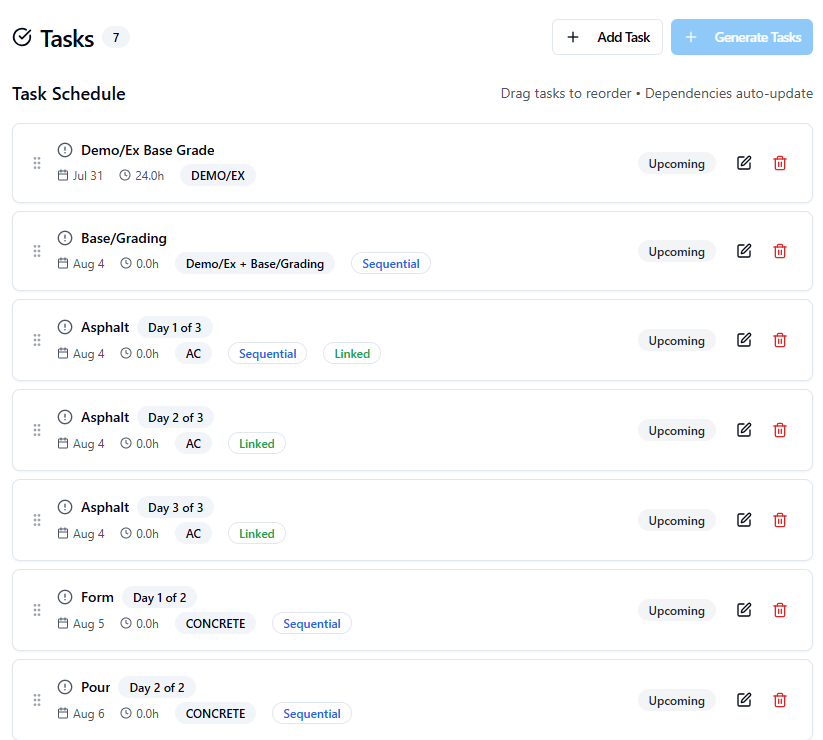 Tasks 7
+ Add Task
+ Generate Tasks
Task Schedule
Drag tasks to reorder • Dependencies auto-update
Demo/Ex Base Grade
Jul 31 24.0h DEMO/EX
Upcoming
Base/Grading
Aug 4 0.0h Demo/Ex + Base/Grading Sequential
Upcoming
Asphalt Day 1 of 3
Aug 4 0.0h AC Sequential Linked
Upcoming
Asphalt Day 2 of 3
Aug 4 0.0h AC Linked
Upcoming
Asphalt Day 3 of 3
Aug 4 0.0h AC Linked
Upcoming
Form Day 1 of 2
Aug 5 0.0h CONCRETE Sequential
Upcoming
Pour Day 2 of 2
Aug 6 0.0h CONCRETE Sequential
Upcoming